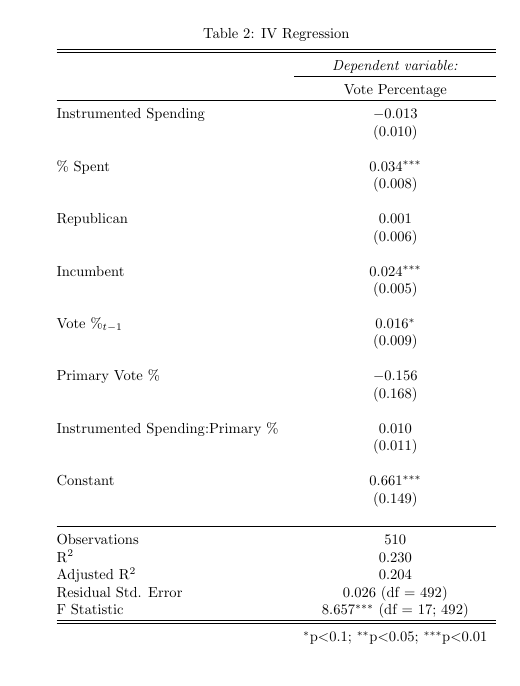 Table 2: IV Regression
Dependent variable:
Vote Percentage
Instrumented Spending −0.013
(0.010)
% Spent 0.034***
(0.008)
Republican 0.001
(0.006)
Incumbent 0.024***
(0.005)
Vote %t−1 0.016*
(0.009)
Primary Vote % −0.156
(0.168)
Instrumented Spending:Primary % 0.010
(0.011)
Constant 0.661***
(0.149)
Observations 510
R2 0.230
Adjusted R2 0.204
Residual Std. Error 0.026 (df = 492)
F Statistic 8.657*** (df = 17; 492)
*p<0.1; **p<0.05; ***p<0.01